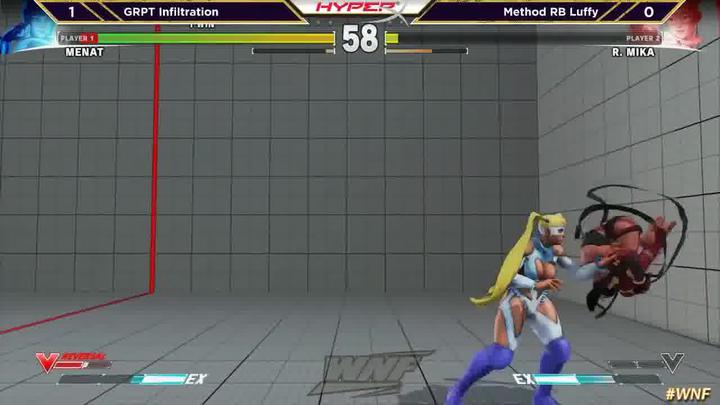 1 GRPT Infiltration HYPER Method RB Luffy 0
PLAYER 1 1 WIN 58 PLAYER 2
MENAT R. MIKA
V REVERSAL V
EX EX
WNF
#WNF